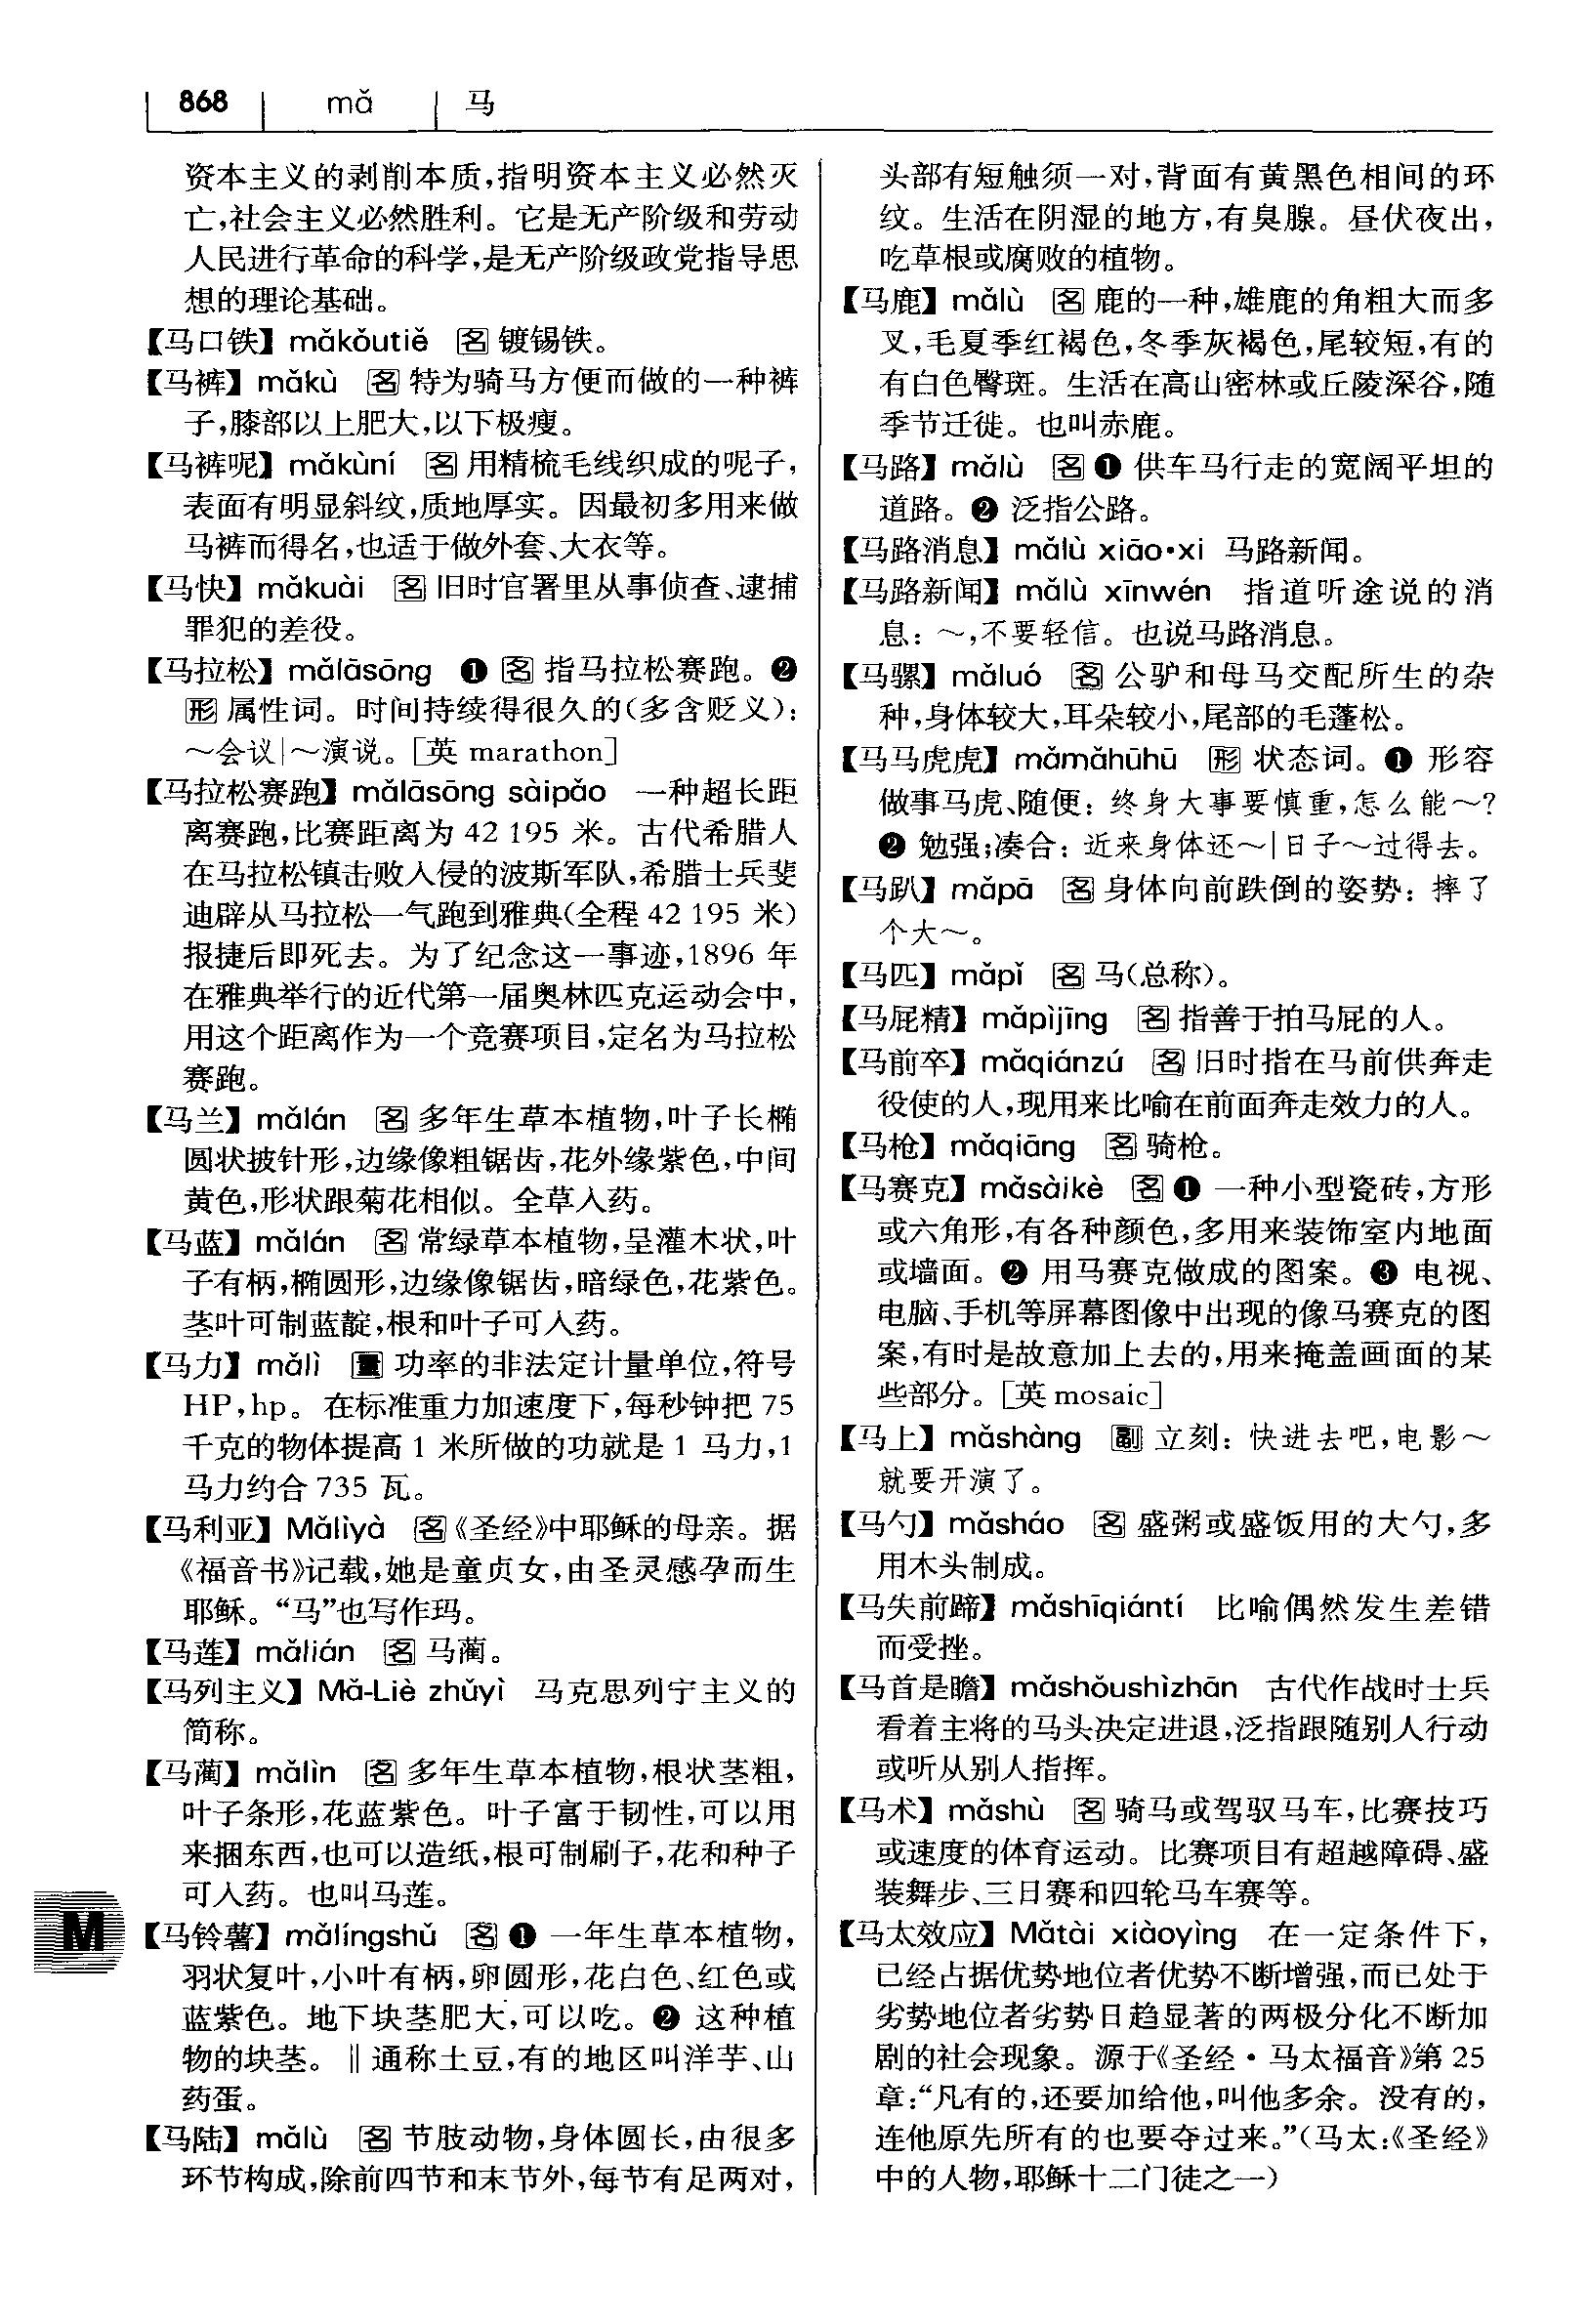 868 mǎ 马
资本主义的剥削本质,指明资本主义必然灭
亡,社会主义必然胜利。它是无产阶级和劳动
人民进行革命的科学,是无产阶级政党指导思
想的理论基础。
【马口铁】mǎkǒutiě 名 镀锡铁。
【马裤】mǎkù 名 特为骑马方便而做的一种裤
子,膝部以上肥大,以下极瘦。
【马裤呢】mǎkùní 名 用精梳毛线织成的呢子,
表面有明显斜纹,质地厚实。因最初多用来做
马裤而得名,也适于做外套、大衣等。
【马快】mǎkuài 名 旧时官署里从事侦查、逮捕
罪犯的差役。
【马拉松】mǎlāsōng ❶ 名 指马拉松赛跑。❷
形 属性词。时间持续得很久的(多含贬义):
～会议|～演说。[英 marathon]
【马拉松赛跑】mǎlāsōng sàipǎo 一种超长距
离赛跑,比赛距离为 42 195 米。古代希腊人
在马拉松镇击败入侵的波斯军队,希腊士兵斐
迪辟从马拉松一气跑到雅典(全程 42 195 米)
报捷后即死去。为了纪念这一事迹,1896 年
在雅典举行的近代第一届奥林匹克运动会中,
用这个距离作为一个竞赛项目,定名为马拉松
赛跑。
【马兰】mǎlán 名 多年生草本植物,叶子长椭
圆状披针形,边缘像粗锯齿,花外缘紫色,中间
黄色,形状跟菊花相似。全草入药。
【马蓝】mǎlán 名 常绿草本植物,呈灌木状,叶
子有柄,椭圆形,边缘像锯齿,暗绿色,花紫色。
茎叶可制蓝靛,根和叶子可入药。
【马力】mǎlì 量 功率的非法定计量单位,符号
HP,hp。在标准重力加速度下,每秒钟把 75
千克的物体提高 1 米所做的功就是 1 马力,1
马力约合 735 瓦。
【马利亚】Mǎlìyà 名《圣经》中耶稣的母亲。据
《福音书》记载,她是童贞女,由圣灵感孕而生
耶稣。“马”也写作玛。
【马莲】mǎlián 名 马蔺。
【马列主义】Mǎ-Liè zhǔyì 马克思列宁主义的
简称。
【马蔺】mǎlìn 名 多年生草本植物,根状茎粗,
叶子条形,花蓝紫色。叶子富于韧性,可以用
来捆东西,也可以造纸,根可制刷子,花和种子
可入药。也叫马莲。
【马铃薯】mǎlíngshǔ 名 ❶ 一年生草本植物,
羽状复叶,小叶有柄,卵圆形,花白色、红色或
蓝紫色。地下块茎肥大,可以吃。❷ 这种植
物的块茎。‖通称土豆,有的地区叫洋芋、山
药蛋。
【马陆】mǎlù 名 节肢动物,身体圆长,由很多
环节构成,除前四节和末节外,每节有足两对,
M
头部有短触须一对,背面有黄黑色相间的环
纹。生活在阴湿的地方,有臭腺。昼伏夜出,
吃草根或腐败的植物。
【马鹿】mǎlù 名 鹿的一种,雄鹿的角粗大而多
叉,毛夏季红褐色,冬季灰褐色,尾较短,有的
有白色臀斑。生活在高山密林或丘陵深谷,随
季节迁徙。也叫赤鹿。
【马路】mǎlù 名 ❶ 供车马行走的宽阔平坦的
道路。❷ 泛指公路。
【马路消息】mǎlù xiāo·xi 马路新闻。
【马路新闻】mǎlù xīnwén 指道听途说的消
息:～,不要轻信。也说马路消息。
【马骡】mǎluó 名 公驴和母马交配所生的杂
种,身体较大,耳朵较小,尾部的毛蓬松。
【马马虎虎】mǎmǎhūhū 形 状态词。❶ 形容
做事马虎、随便:终身大事要慎重,怎么能～?
❷ 勉强;凑合:近来身体还～|日子～过得去。
【马趴】mǎpā 名 身体向前跌倒的姿势:摔了
个大～。
【马匹】mǎpǐ 名 马(总称)。
【马屁精】mǎpìjīng 名 指善于拍马屁的人。
【马前卒】mǎqiánzú 名 旧时指在马前供奔走
役使的人,现用来比喻在前面奔走效力的人。
【马枪】mǎqiāng 名 骑枪。
【马赛克】mǎsàikè 名 ❶ 一种小型瓷砖,方形
或六角形,有各种颜色,多用来装饰室内地面
或墙面。❷ 用马赛克做成的图案。❸ 电视、
电脑、手机等屏幕图像中出现的像马赛克的图
案,有时是故意加上去的,用来掩盖画面的某
些部分。[英 mosaic]
【马上】mǎshàng 副 立刻:快进去吧,电影～
就要开演了。
【马勺】mǎsháo 名 盛粥或盛饭用的大勺,多
用木头制成。
【马失前蹄】mǎshīqiántí 比喻偶然发生差错
而受挫。
【马首是瞻】mǎshǒushìzhān 古代作战时士兵
看着主将的马头决定进退,泛指跟随别人行动
或听从别人指挥。
【马术】mǎshù 名 骑马或驾驭马车,比赛技巧
或速度的体育运动。比赛项目有超越障碍、盛
装舞步、三日赛和四轮马车赛等。
【马太效应】Mǎtài xiàoyìng 在一定条件下,
已经占据优势地位者优势不断增强,而已处于
劣势地位者劣势日趋显著的两极分化不断加
剧的社会现象。源于《圣经·马太福音》第 25
章:“凡有的,还要加给他,叫他多余。没有的,
连他原先所有的也要夺过来。”(马太:《圣经》
中的人物,耶稣十二门徒之一)